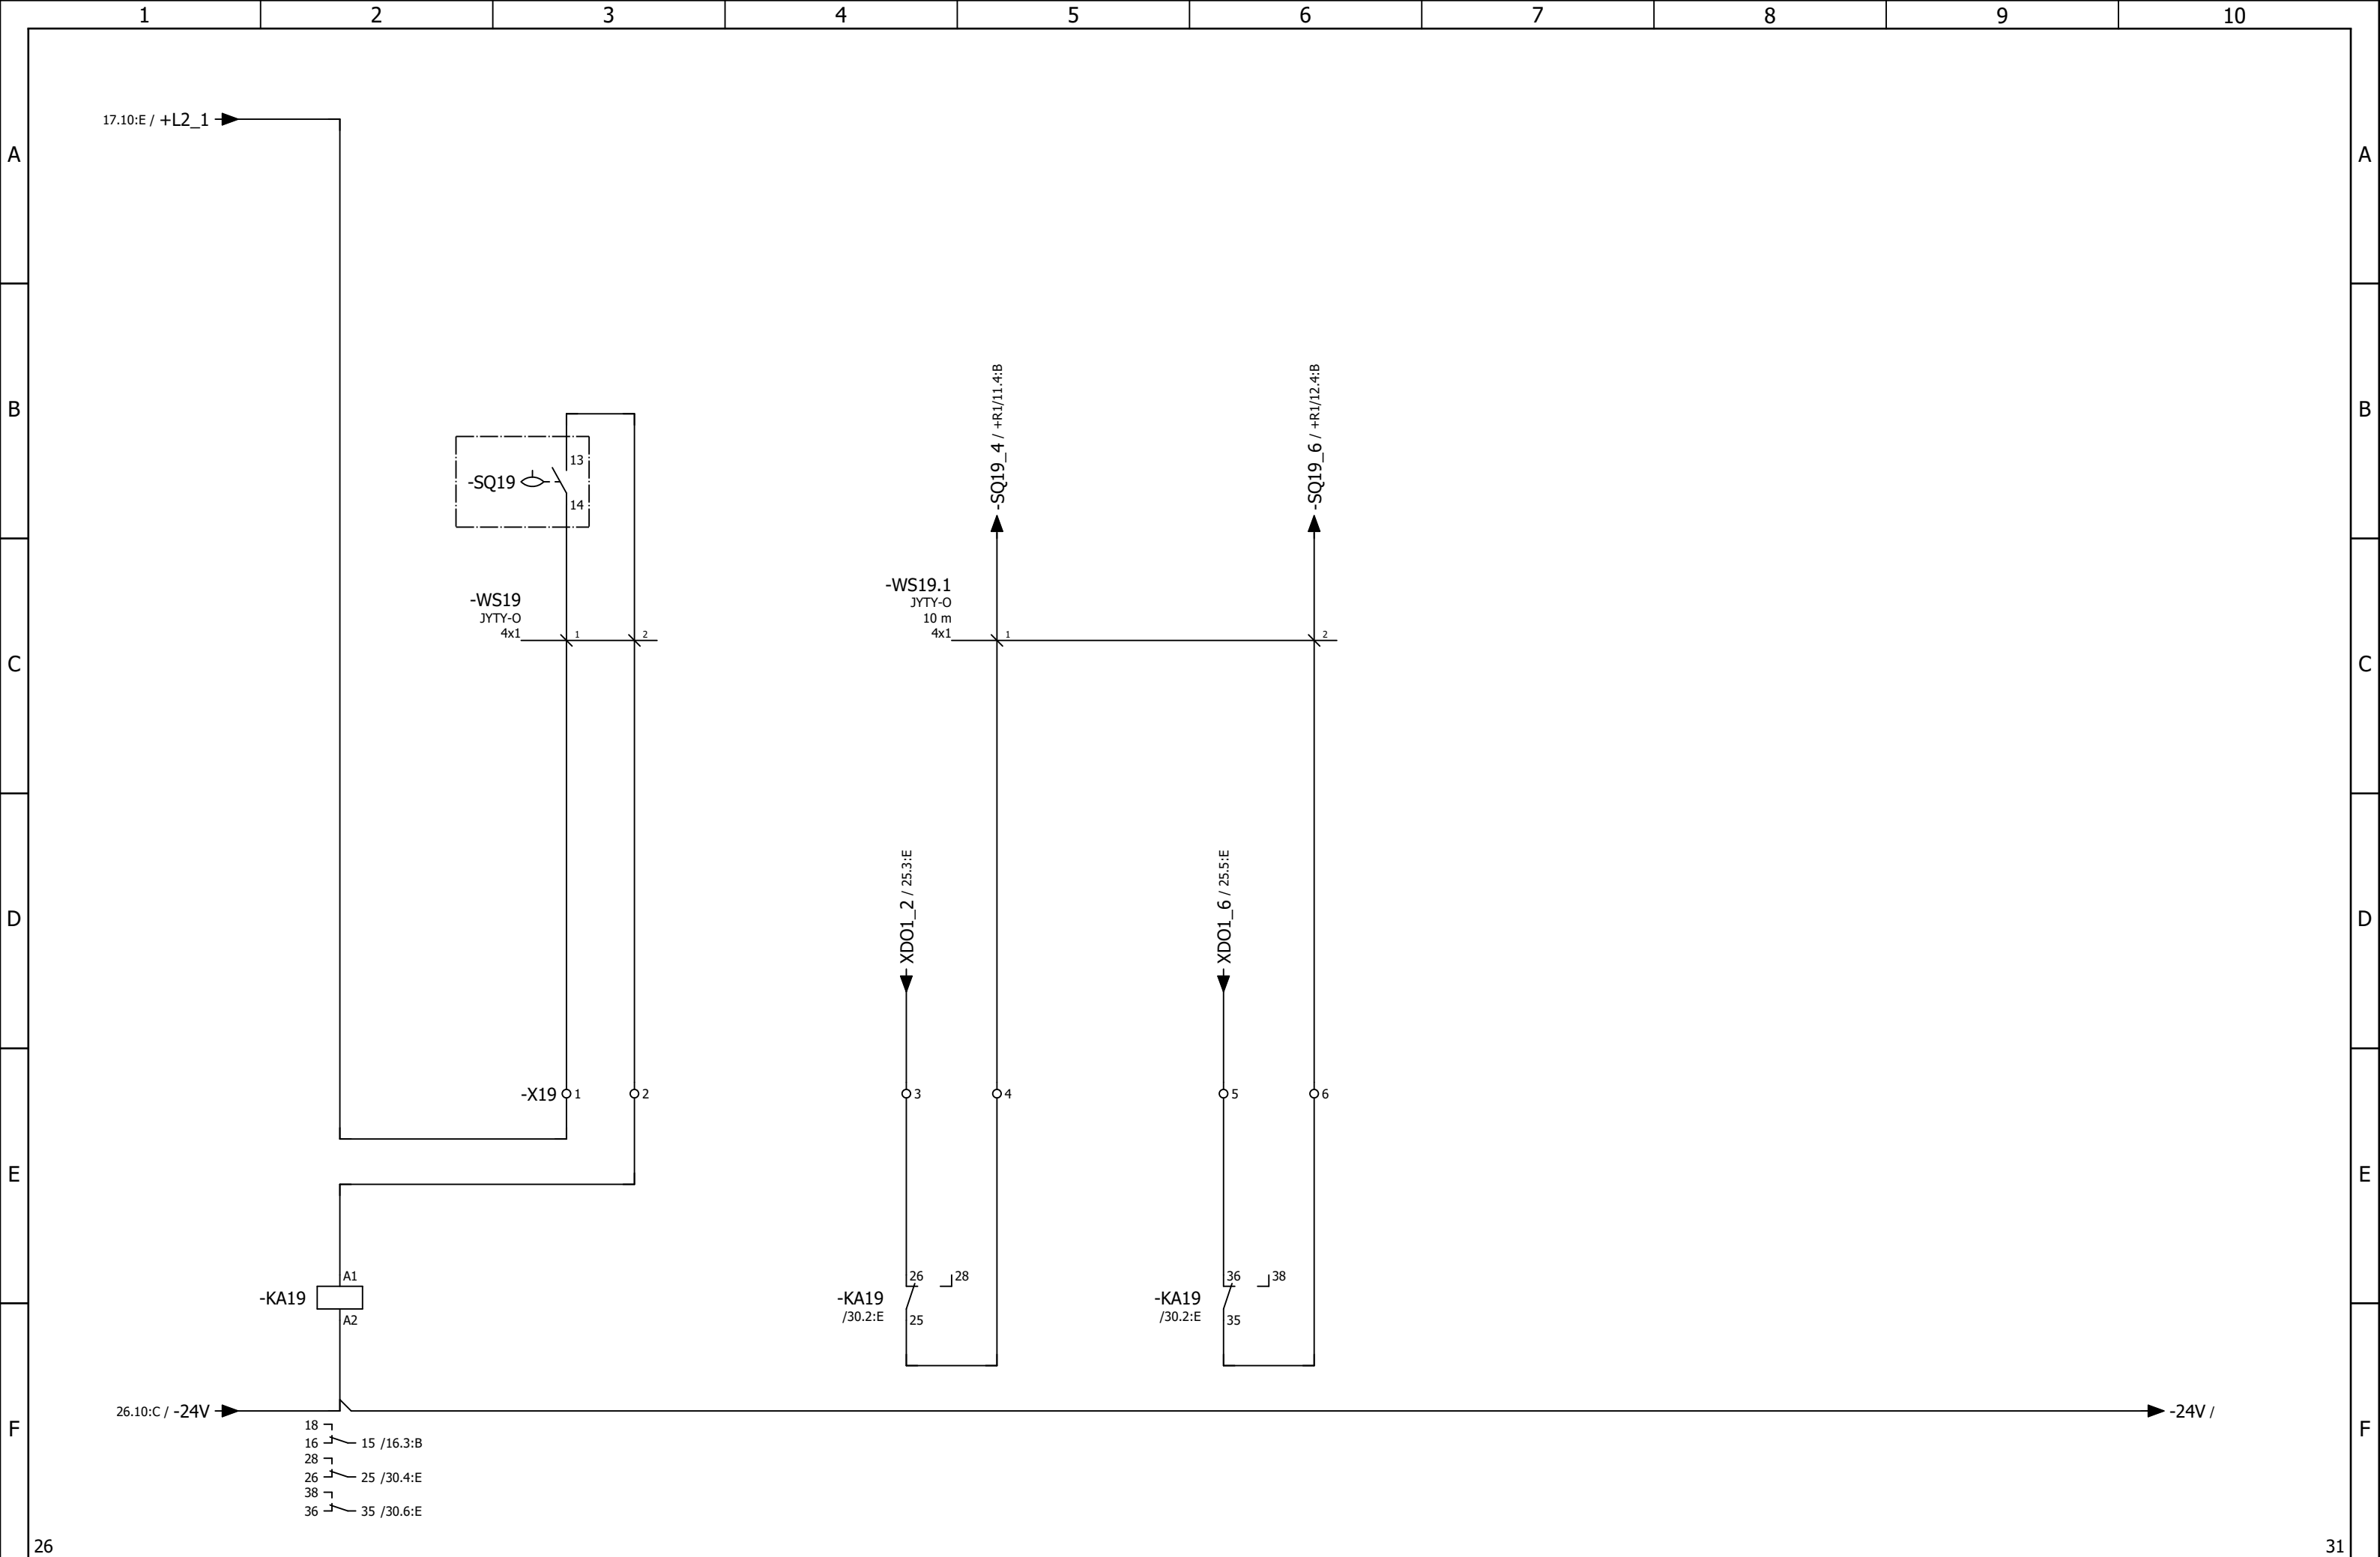 1 2 3 4 5 6 7 8 9 10
17.10:E / +L2_1
A A
-SQ19_4 / +R1/11.4:B
-SQ19_6 / +R1/12.4:B
B B
13
-SQ19
14
-WS19
JYTY-O
4x1
1 2
-WS19.1
JYTY-O
10 m
4x1
1 2
C C
XDO1_2 / 25.3:E
XDO1_6 / 25.5:E
D D
-X19 1 2 3 4 5 6
E E
A1
-KA19
A2
26 28
-KA19
/30.2:E
25
36 38
-KA19
/30.2:E
35
26.10:C / -24V
-24V /
F F
18
16 15 /16.3:B
28
26 25 /30.4:E
38
36 35 /30.6:E
26 31